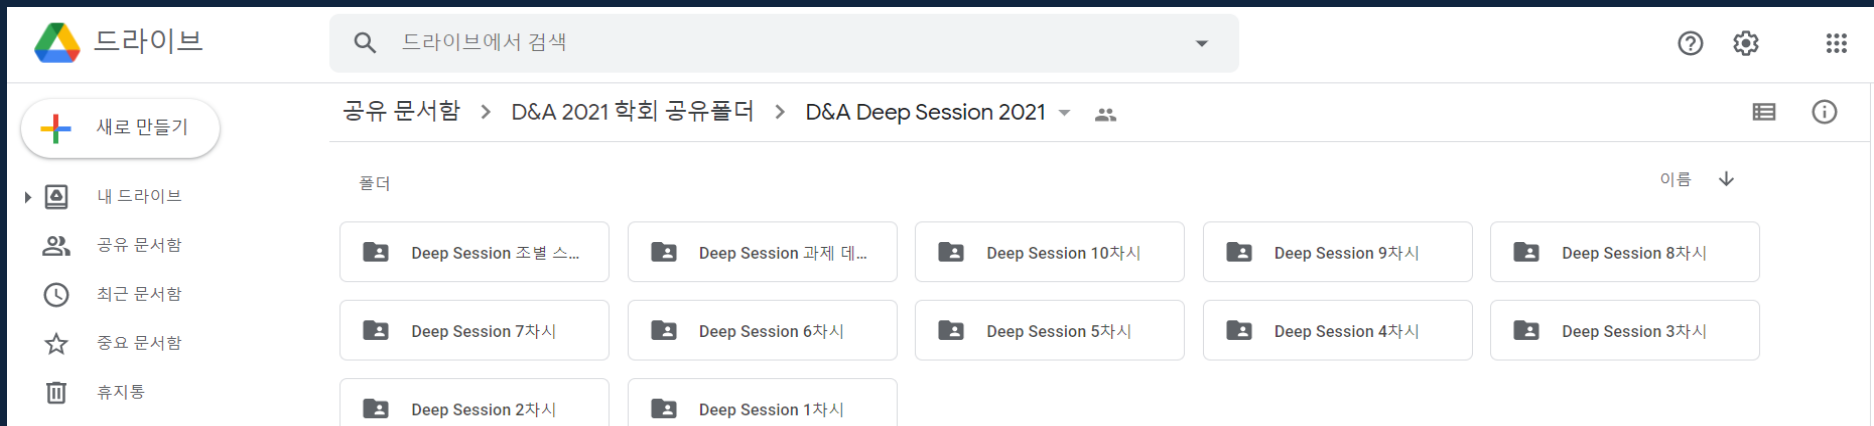 드라이브
드라이브에서 검색
새로 만들기
내 드라이브
공유 문서함
최근 문서함
중요 문서함
휴지통
공유 문서함 > D&A 2021 학회 공유폴더 > D&A Deep Session 2021
폴더
이름
Deep Session 조별 스...
Deep Session 과제 데...
Deep Session 10차시
Deep Session 9차시
Deep Session 8차시
Deep Session 7차시
Deep Session 6차시
Deep Session 5차시
Deep Session 4차시
Deep Session 3차시
Deep Session 2차시
Deep Session 1차시